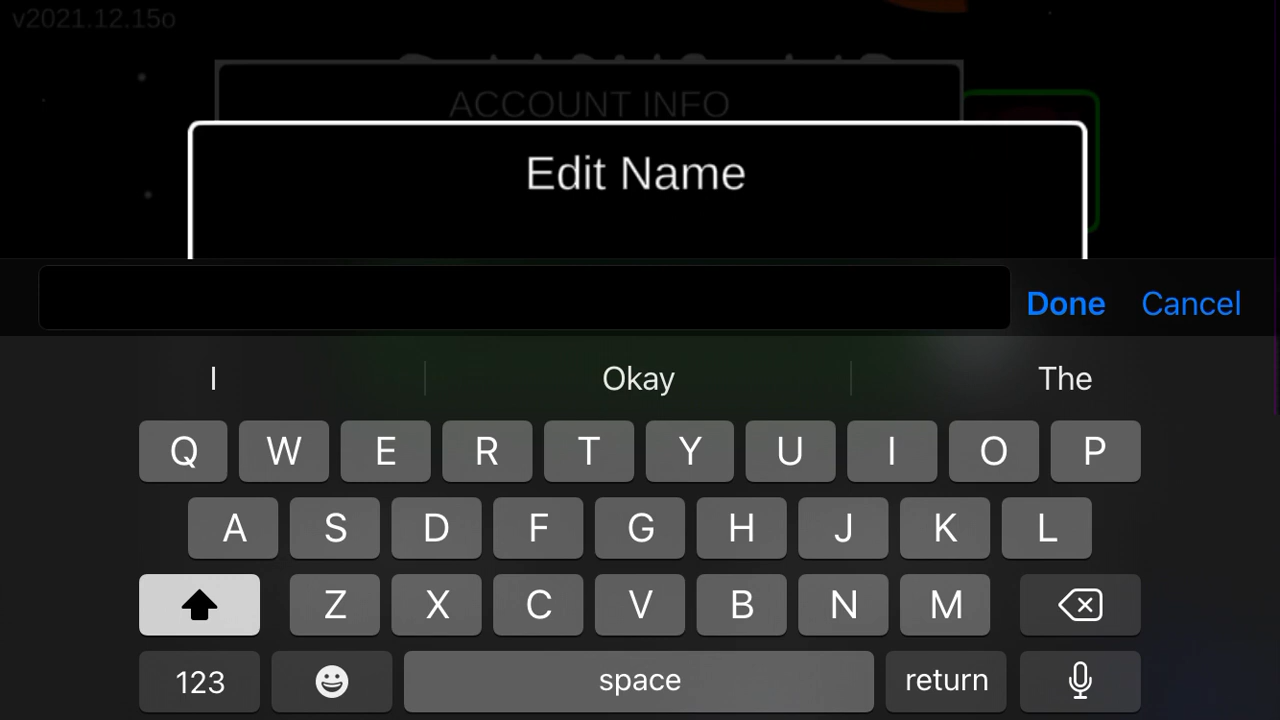 v2021.12.15o
ACCOUNT INFO
Edit Name
Done Cancel
I Okay The
Q W E R T Y U I O P
A S D F G H J K L
Z X C V B N M
123 space return